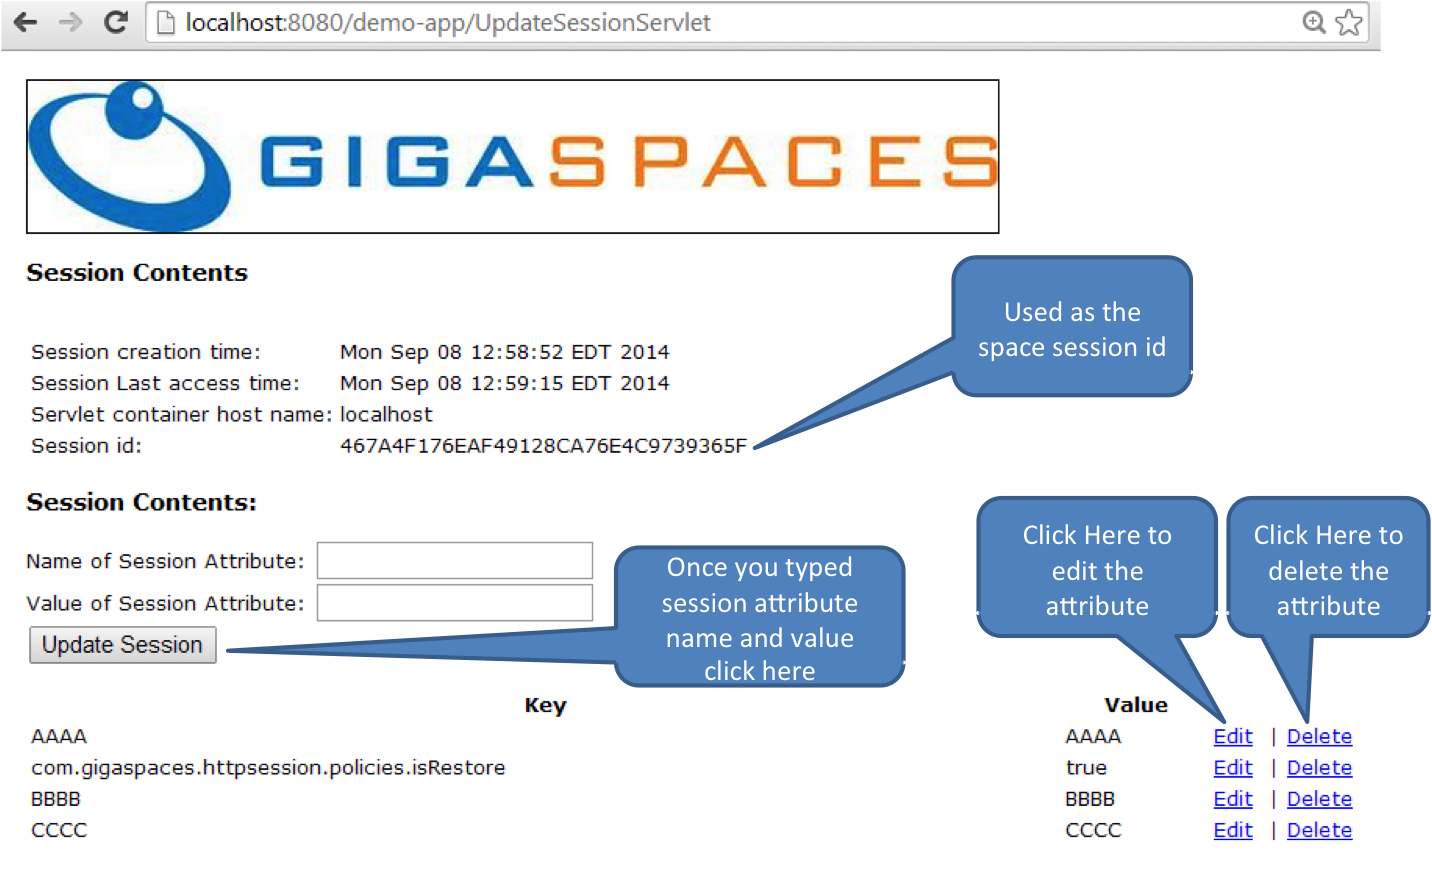 localhost:8080/demo-app/UpdateSessionServlet
GIGASPACES
Session Contents
Used as the
space session id
Session creation time: Mon Sep 08 12:58:52 EDT 2014
Session Last access time: Mon Sep 08 12:59:15 EDT 2014
Servlet container host name: localhost
Session id: 467A4F176EAF49128CA76E4C9739365F
Session Contents:
Name of Session Attribute:
Value of Session Attribute:
Update Session
Once you typed
session attribute
name and value
click here
Click Here to
edit the
attribute
Click Here to
delete the
attribute
Key Value
AAAA AAAA Edit | Delete
com.gigaspaces.httpsession.policies.isRestore true Edit | Delete
BBBB BBBB Edit | Delete
CCCC CCCC Edit | Delete